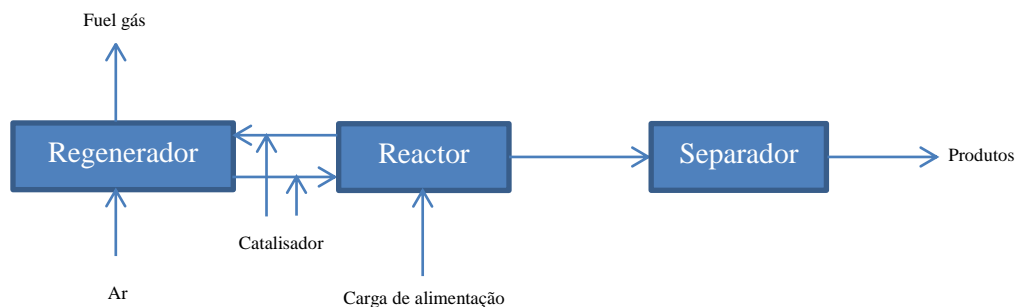 Fuel gás
Regenerador
Reactor
Separador
Produtos
Catalisador
Ar
Carga de alimentação